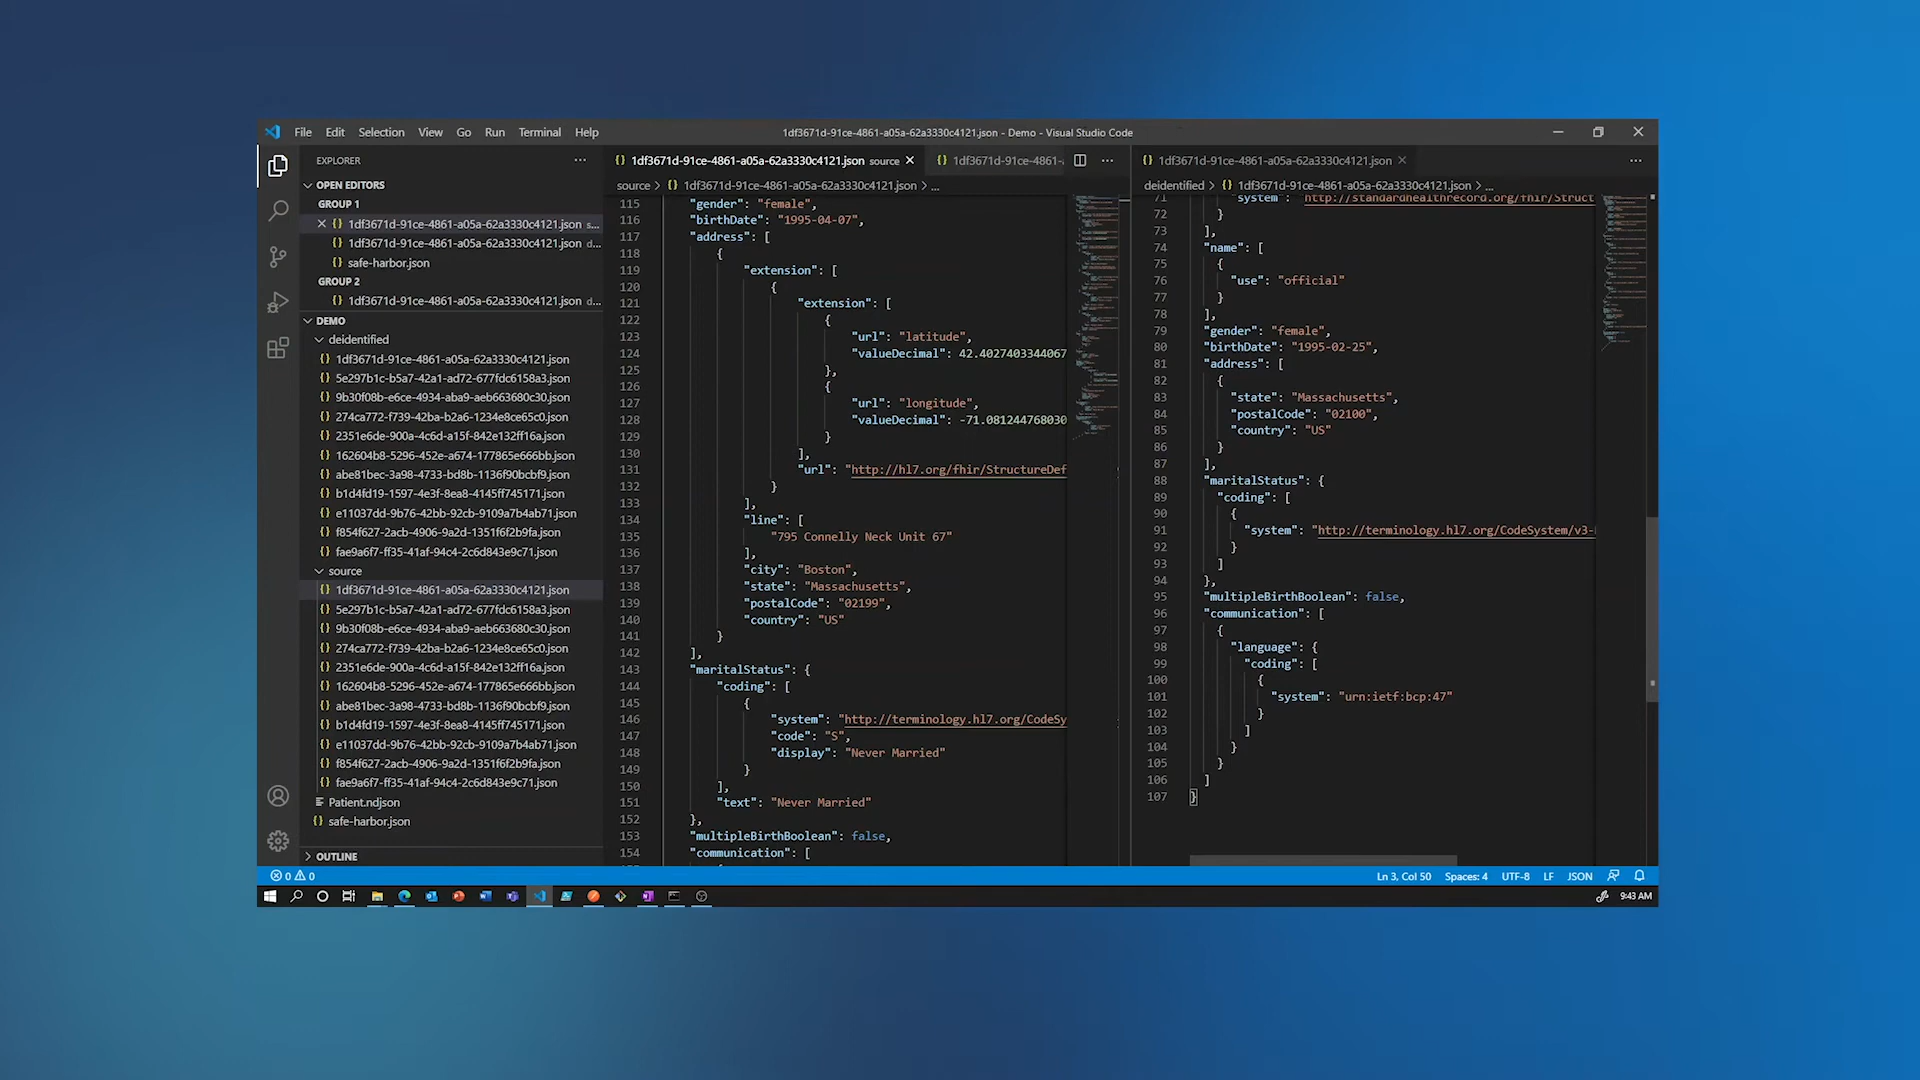 File Edit Selection View Go Run Terminal Help 1df3671d-91ce-4861-a05a-62a3330c4121.json - Demo - Visual Studio Code
EXPLORER
OPEN EDITORS
GROUP 1
1df3671d-91ce-4861-a05a-62a3330c4121.json s...
1df3671d-91ce-4861-a05a-62a3330c4121.json d...
safe-harbor.json
GROUP 2
1df3671d-91ce-4861-a05a-62a3330c4121.json d...
DEMO
deidentified
1df3671d-91ce-4861-a05a-62a3330c4121.json
5e297b1c-b5a7-42a1-ad72-677fdc6158a3.json
9b30f08b-e6ce-4934-aba9-aeb663680c30.json
274ca772-f739-42ba-b2a6-1234e8ce65c0.json
2351e6de-900a-4c6d-a15f-842e132ff16a.json
162604b8-5296-452e-a674-177865e666bb.json
abe81bec-3a98-4733-bd8b-1136f90bcbf9.json
b1d4fd19-1597-4e3f-8ea8-4145ff745171.json
e11037dd-9b76-42bb-92cb-9109a7b4ab71.json
f854f627-2acb-4906-9a2d-1351f6f2b9fa.json
fae9a6f7-ff35-41af-94c4-2c6d843e9c71.json
source
1df3671d-91ce-4861-a05a-62a3330c4121.json
5e297b1c-b5a7-42a1-ad72-677fdc6158a3.json
9b30f08b-e6ce-4934-aba9-aeb663680c30.json
274ca772-f739-42ba-b2a6-1234e8ce65c0.json
2351e6de-900a-4c6d-a15f-842e132ff16a.json
162604b8-5296-452e-a674-177865e666bb.json
abe81bec-3a98-4733-bd8b-1136f90bcbf9.json
b1d4fd19-1597-4e3f-8ea8-4145ff745171.json
e11037dd-9b76-42bb-92cb-9109a7b4ab71.json
f854f627-2acb-4906-9a2d-1351f6f2b9fa.json
fae9a6f7-ff35-41af-94c4-2c6d843e9c71.json
Patient.ndjson
safe-harbor.json
OUTLINE
1df3671d-91ce-4861-a05a-62a3330c4121.json source 1df3671d-91ce-4861-
source > 1df3671d-91ce-4861-a05a-62a3330c4121.json > ...
115 "gender": "female",
116 "birthDate": "1995-04-07",
117 "address": [
118 {
119 "extension": [
120 {
121 "extension": [
122 {
123 "url": "latitude",
124 "valueDecimal": 42.4027403344067
125 },
126 {
127 "url": "longitude",
128 "valueDecimal": -71.081244768030
129 }
130 ],
131 "url": "http://hl7.org/fhir/StructureDef
132 }
133 ],
134 "line": [
135 "795 Connelly Neck Unit 67"
136 ],
137 "city": "Boston",
138 "state": "Massachusetts",
139 "postalCode": "02199",
140 "country": "US"
141 }
142 ],
143 "maritalStatus": {
144 "coding": [
145 {
146 "system": "http://terminology.hl7.org/CodeSy
147 "code": "S",
148 "display": "Never Married"
149 }
150 ],
151 "text": "Never Married"
152 },
153 "multipleBirthBoolean": false,
154 "communication": [
1df3671d-91ce-4861-a05a-62a3330c4121.json
deidentified > 1df3671d-91ce-4861-a05a-62a3330c4121.json > ...
71 "system": "http://standardhealthrecord.org/fhir/Struct
72 }
73 ],
74 "name": [
75 {
76 "use": "official"
77 }
78 ],
79 "gender": "female",
80 "birthDate": "1995-02-25",
81 "address": [
82 {
83 "state": "Massachusetts",
84 "postalCode": "02100",
85 "country": "US"
86 }
87 ],
88 "maritalStatus": {
89 "coding": [
90 {
91 "system": "http://terminology.hl7.org/CodeSystem/v3-
92 }
93 ]
94 },
95 "multipleBirthBoolean": false,
96 "communication": [
97 {
98 "language": {
99 "coding": [
100 {
101 "system": "urn:ietf:bcp:47"
102 }
103 ]
104 }
105 }
106 ]
107 }
0 0 Ln 3, Col 50 Spaces: 4 UTF-8 LF JSON
9:43 AM